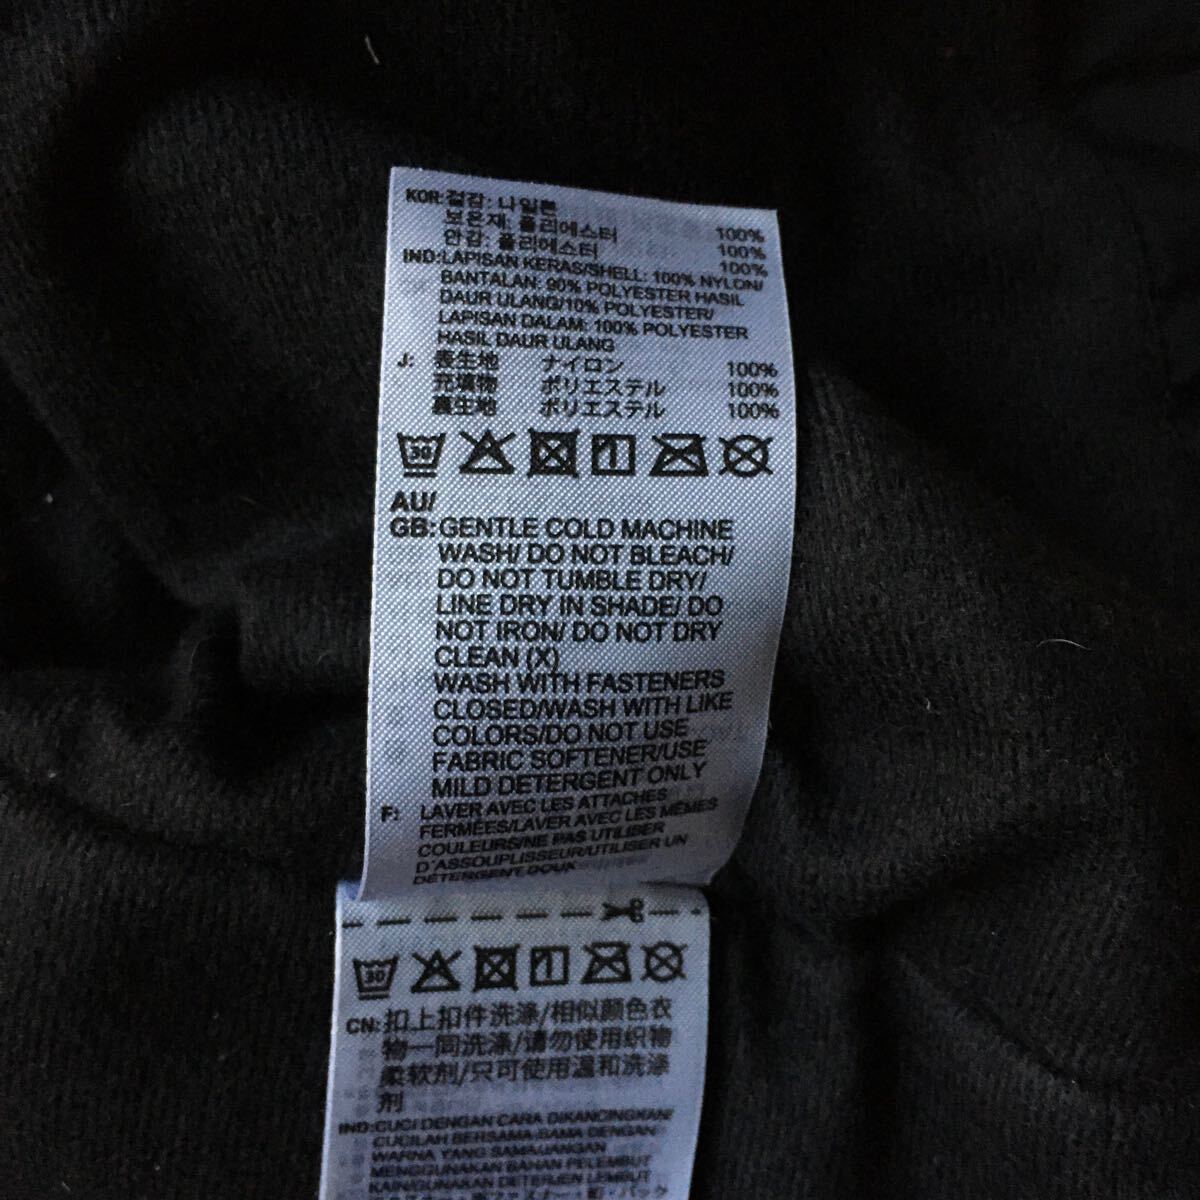 KOR:겉감: 나일론 100%
보온재: 폴리에스터 100%
안감: 폴리에스터 100%
IND:LAPISAN KERAS/SHELL: 100% NYLON/
BANTALAN: 90% POLYESTER HASIL
DAUR ULANG/10% POLYESTER/
LAPISAN DALAM: 100% POLYESTER
HASIL DAUR ULANG
J: 表生地 ナイロン 100%
充填物 ポリエステル 100%
裏生地 ポリエステル 100%
30
AU/
GB: GENTLE COLD MACHINE
WASH/ DO NOT BLEACH/
DO NOT TUMBLE DRY/
LINE DRY IN SHADE/ DO
NOT IRON/ DO NOT DRY
CLEAN (X)
WASH WITH FASTENERS
CLOSED/WASH WITH LIKE
COLORS/DO NOT USE
FABRIC SOFTENER/USE
MILD DETERGENT ONLY
F: LAVER AVEC LES ATTACHES
FERMÉES/LAVER AVEC LES MÊMES
COULEURS/NE PAS UTILISER
D'ASSOUPLISSEUR/UTILISER UN
DÉTERGENT DOUX
30
CN: 扣上扣件洗涤/相似颜色衣
物一同洗涤/请勿使用织物
柔软剂/只可使用温和洗涤
剂
IND:CUCI DENGAN CARA DIKANCINGKAN/
CUCILAH BERSAMA-SAMA DENGAN
WARNA YANG SAMA/JANGAN
MENGGUNAKAN BAHAN PELEMBUT
KAIN/GUNAKAN DETERJEN LEMBUT